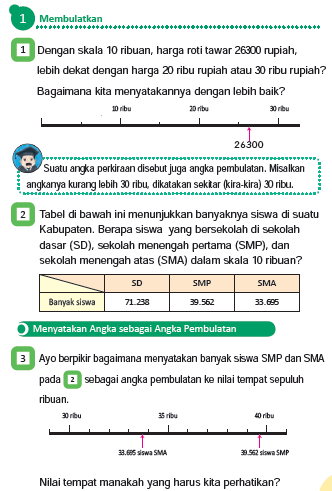 1 Membulatkan
1 Dengan skala 10 ribuan, harga roti tawar 26300 rupiah,
lebih dekat dengan harga 20 ribu rupiah atau 30 ribu rupiah?
Bagaimana kita menyatakannya dengan lebih baik?
10 ribu 20 ribu 30 ribu
26300
Suatu angka perkiraan disebut juga angka pembulatan. Misalkan
angkanya kurang lebih 30 ribu, dikatakan sekitar (kira-kira) 30 ribu.
2 Tabel di bawah ini menunjukkan banyaknya siswa di suatu
Kabupaten. Berapa siswa yang bersekolah di sekolah
dasar (SD), sekolah menengah pertama (SMP), dan
sekolah menengah atas (SMA) dalam skala 10 ribuan?
SD SMP SMA
Banyak siswa 71.238 39.562 33.695
Menyatakan Angka sebagai Angka Pembulatan
3 Ayo berpikir bagaimana menyatakan banyak siswa SMP dan SMA
pada 2 sebagai angka pembulatan ke nilai tempat sepuluh
ribuan.
30 ribu 35 ribu 40 ribu
33.695 siswa SMA 39.562 siswa SMP
Nilai tempat manakah yang harus kita perhatikan?